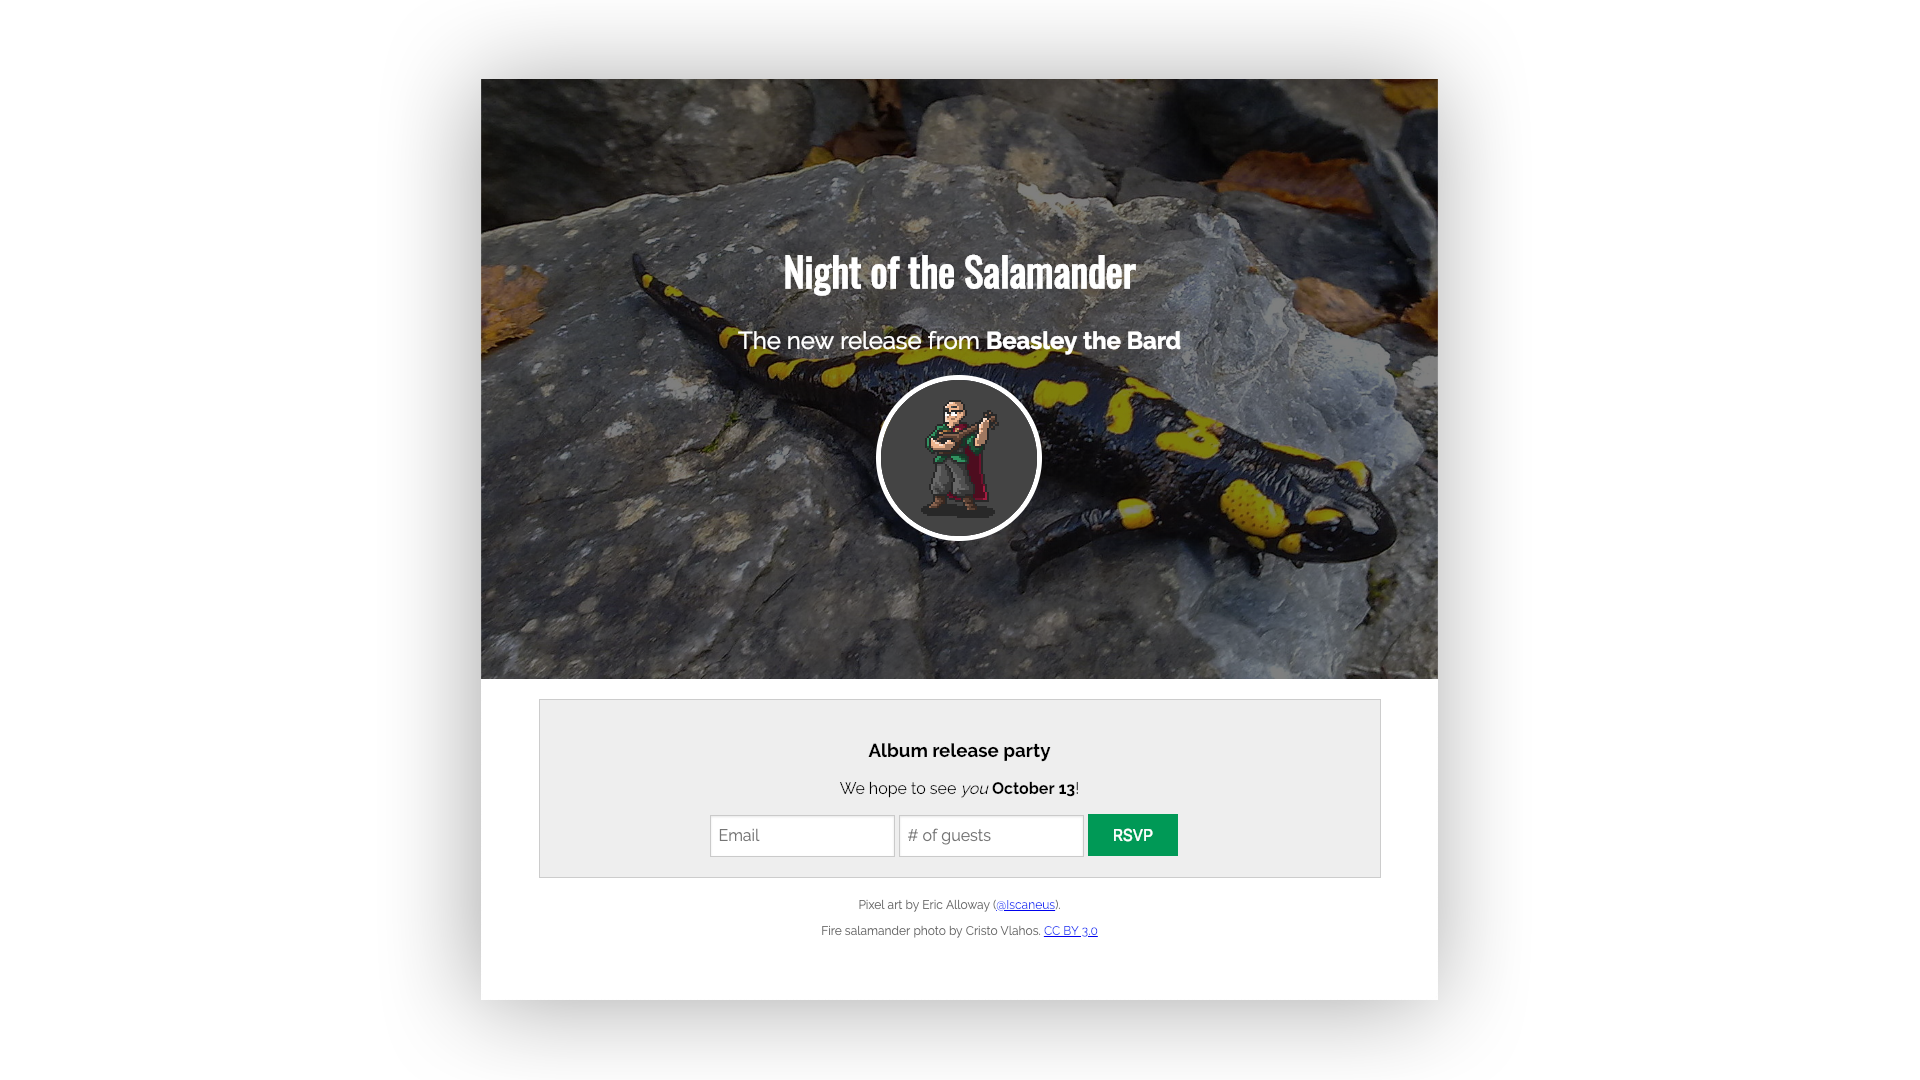 Night of the Salamander
The new release from Beasley the Bard
Album release party
We hope to see you October 13!
Email # of guests RSVP
Pixel art by Eric Alloway (@Iscaneus).
Fire salamander photo by Cristo Vlahos. CC BY 3.0